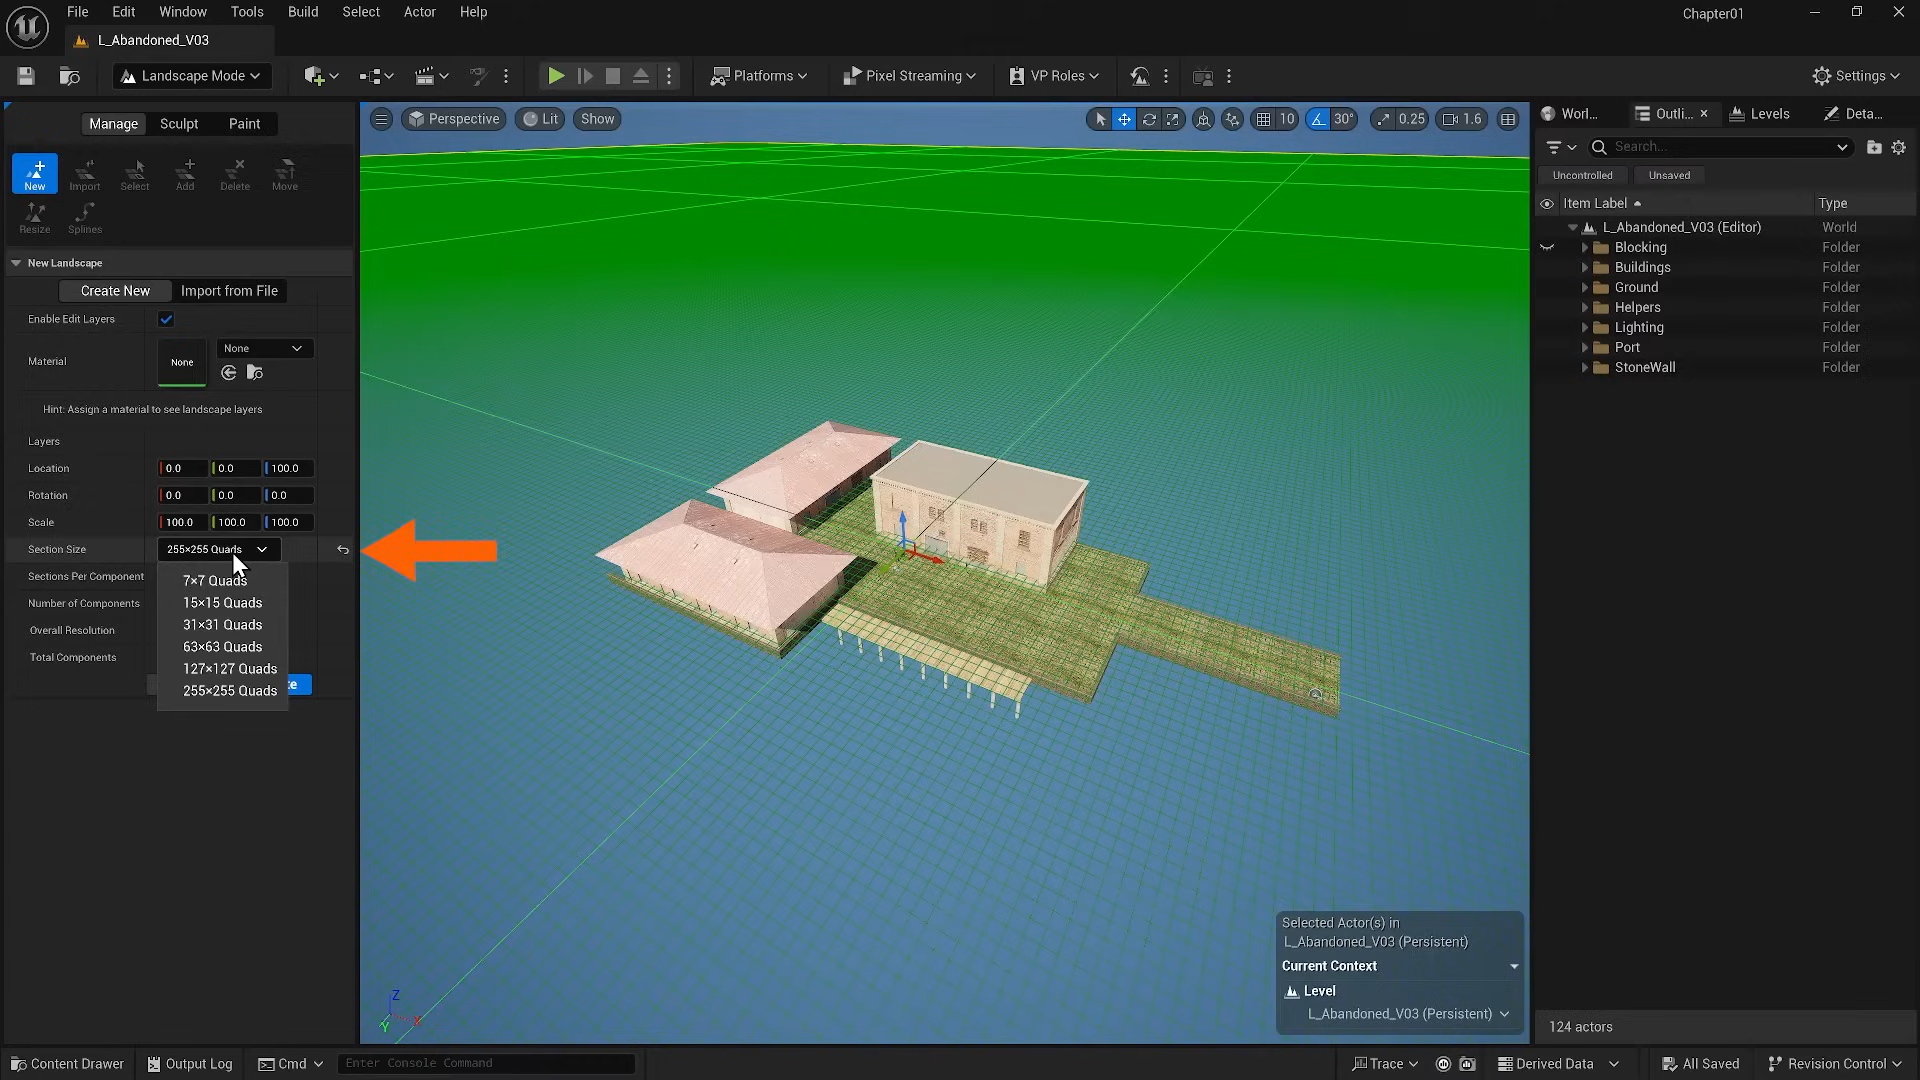 File Edit Window Tools Build Select Actor Help
Chapter01
L_Abandoned_V03
Landscape Mode
Platforms
Pixel Streaming
VP Roles
Settings
Manage Sculpt Paint
New Import Select Add Delete Move
Resize Splines
New Landscape
Create New Import from File
Enable Edit Layers
Material
None
None
Hint: Assign a material to see landscape layers
Layers
Location 0.0 0.0 100.0
Rotation 0.0 0.0 0.0
Scale 100.0 100.0 100.0
Section Size 255×255 Quads
Sections Per Component
Number of Components
Overall Resolution
Total Components
7×7 Quads
15×15 Quads
31×31 Quads
63×63 Quads
127×127 Quads
255×255 Quads
Perspective Lit Show
10 30° 0.25 1.6
Z
Y
X
Selected Actor(s) in
L_Abandoned_V03 (Persistent)
Current Context
Level
L_Abandoned_V03 (Persistent)
Worl... Outli... × Levels Deta...
Search...
Uncontrolled Unsaved
Item Label Type
L_Abandoned_V03 (Editor) World
Blocking Folder
Buildings Folder
Ground Folder
Helpers Folder
Lighting Folder
Port Folder
StoneWall Folder
124 actors
Content Drawer Output Log Cmd Enter Console Command
Trace Derived Data All Saved Revision Control